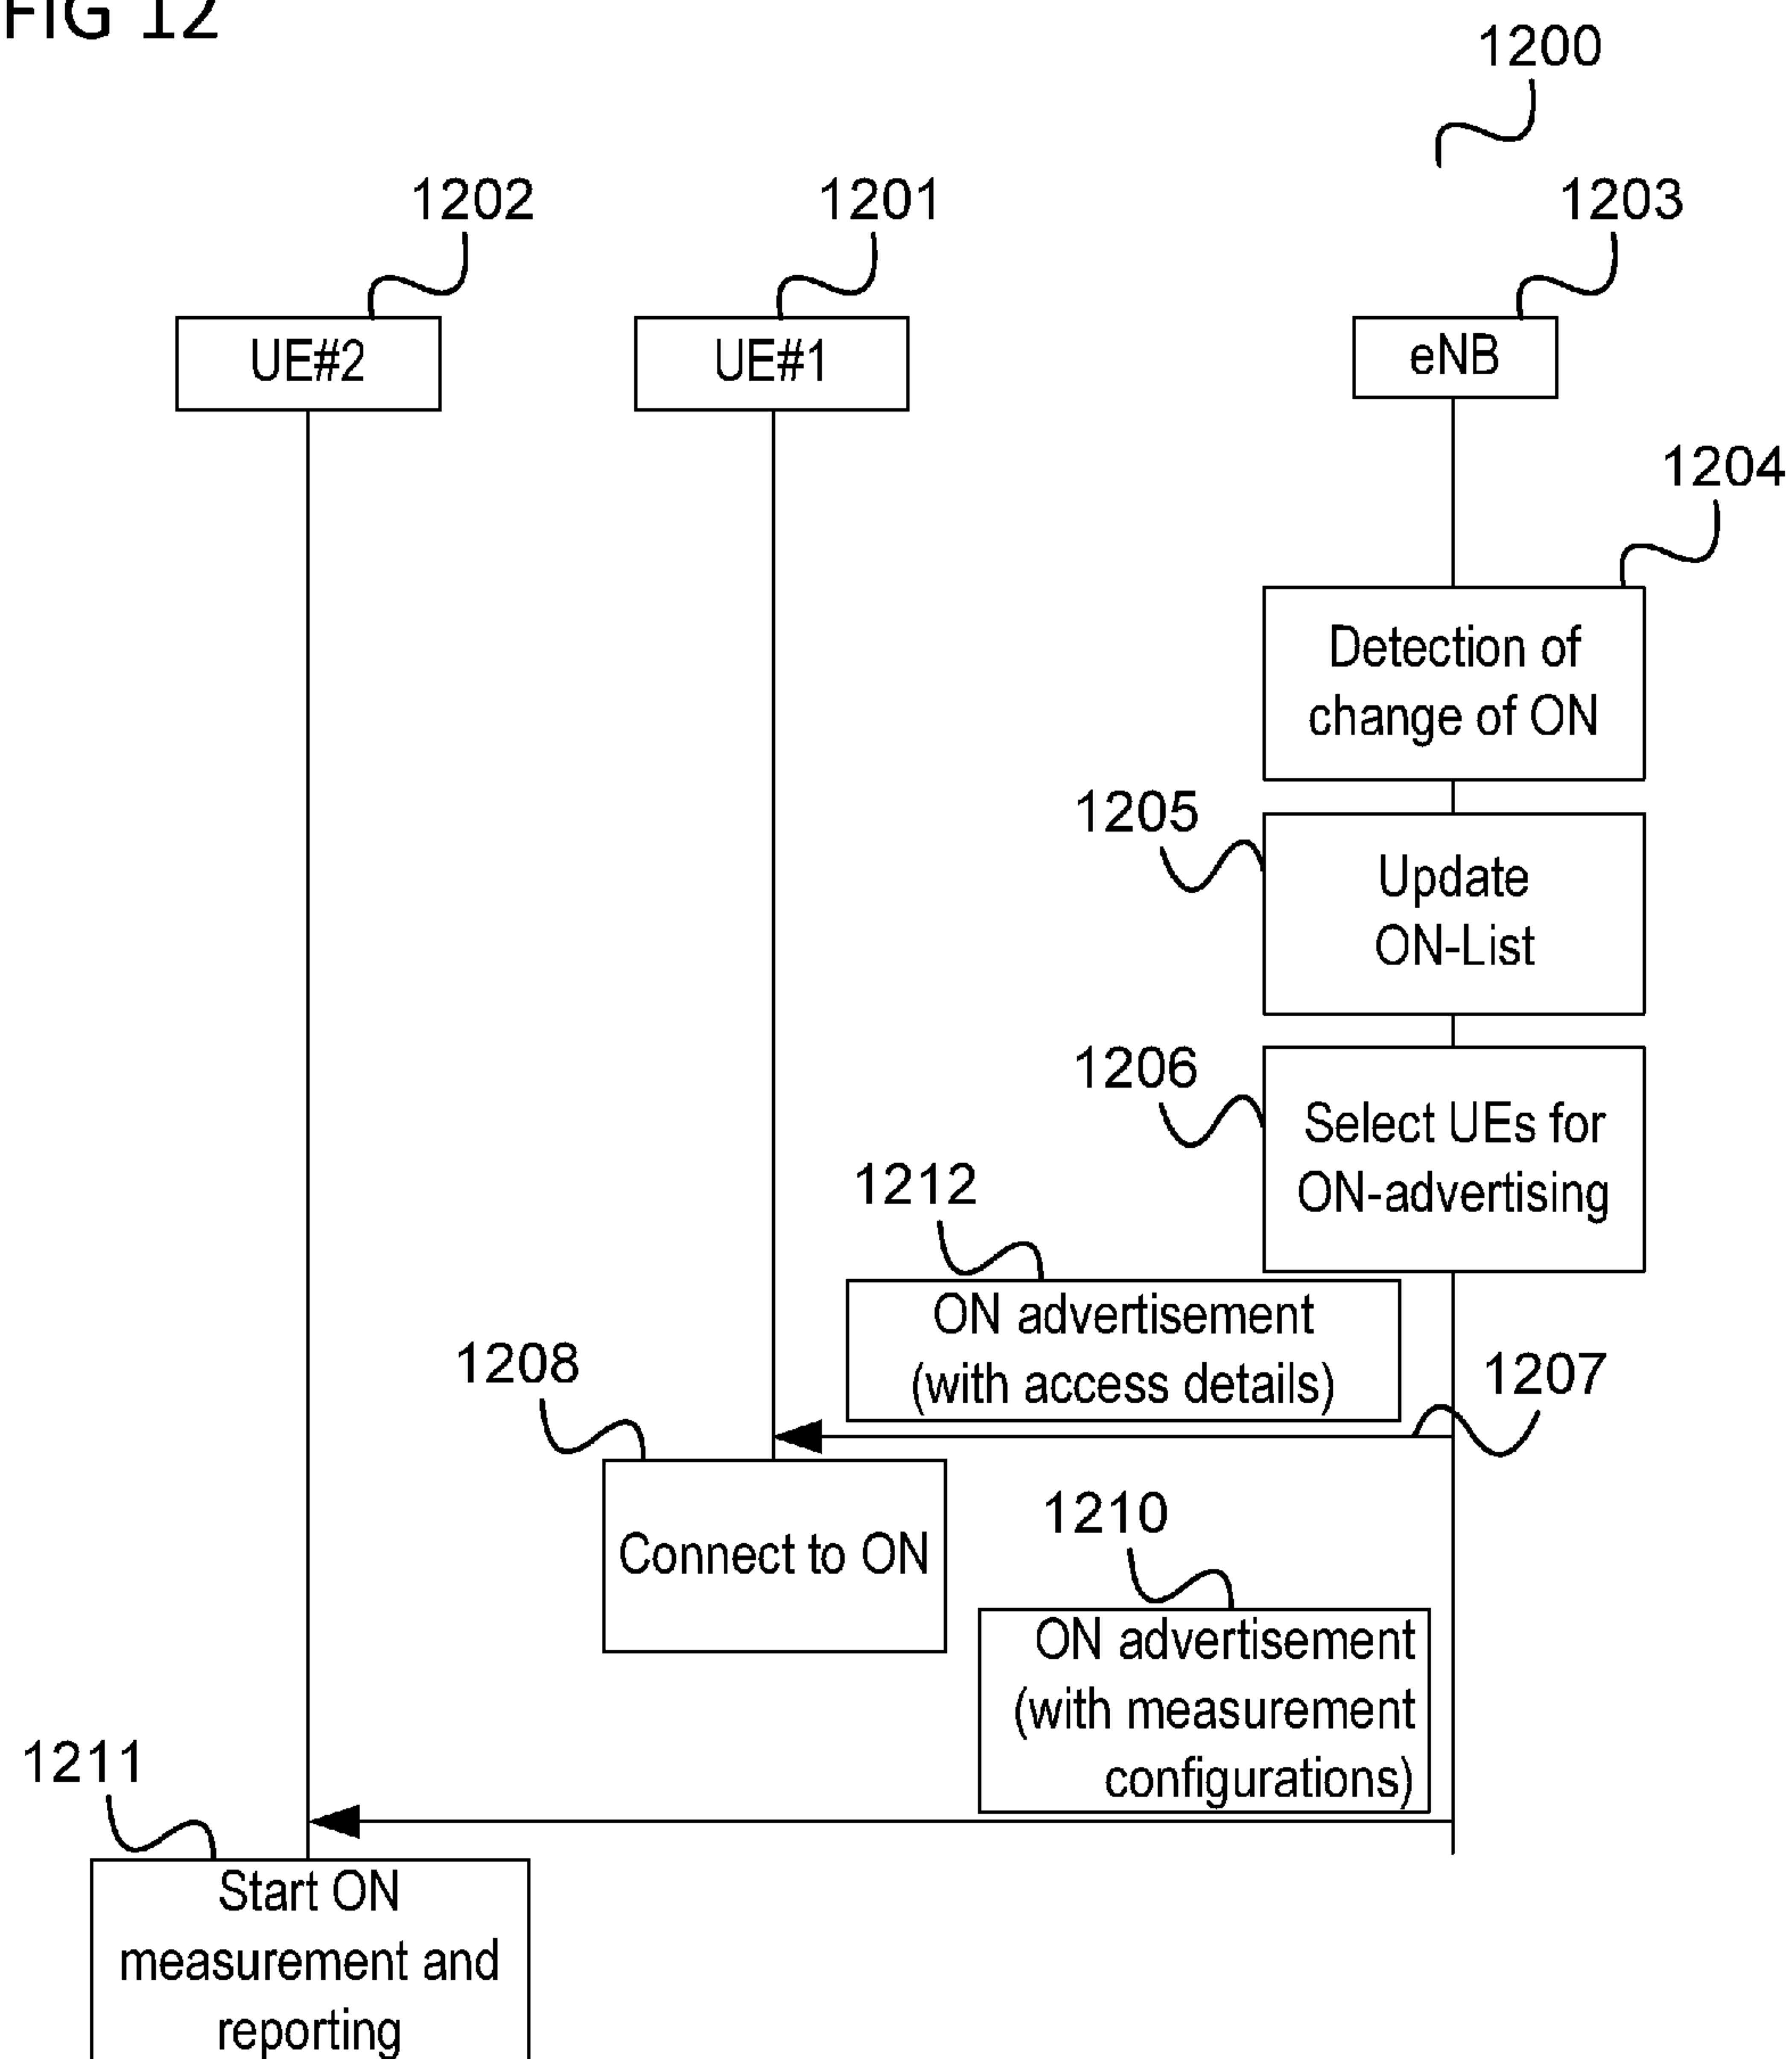 FIG 12
1200
1202
1201
1203
UE#2
UE#1
eNB
1204
Detection of
change of ON
1205
Update
ON-List
1206
Select UEs for
ON-advertising
1212
ON advertisement
(with access details)
1208
1207
Connect to ON
1210
ON advertisement
(with measurement
configurations)
1211
Start ON
measurement and
reporting